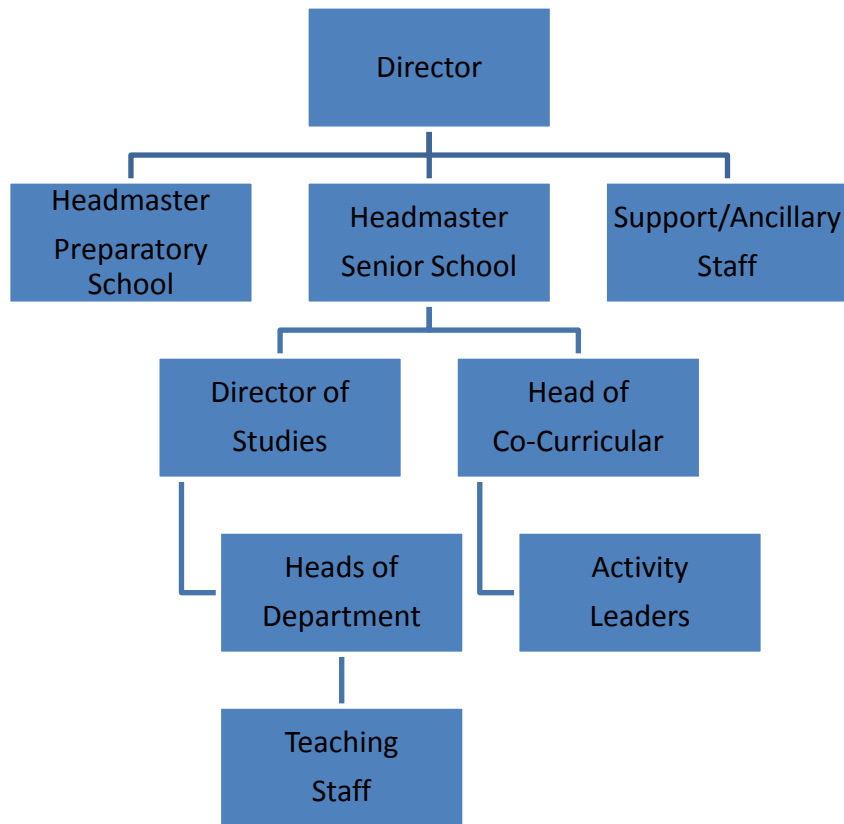 Director
Headmaster
Preparatory
School
Headmaster
Senior School
Support/Ancillary
Staff
Director of
Studies
Head of
Co-Curricular
Heads of
Department
Activity
Leaders
Teaching
Staff